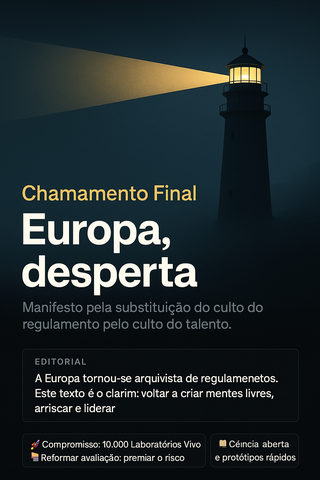 Chamamento Final
Europa,
desperta
Manifesto pela substituição do culto do
regulamento pelo culto do talento.
EDITORIAL
A Europa tornou-se arquivista de regulamenetos.
Este texto é o clarim: voltar a criar mentes livres,
arriscar e liderar
🚀 Compromisso: 10.000 Laboratórios Vivo
Reformar avaliação: premiar o risco
Ciência aberta
e protótipos rápidos